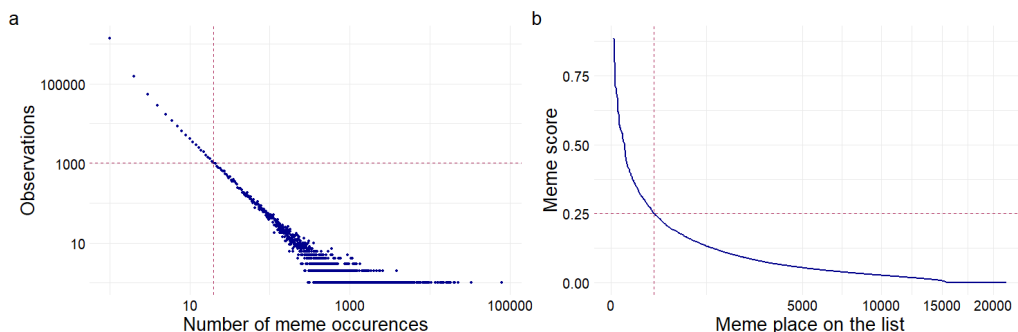 a
b
Observations
100000
1000
10
10
1000
100000
Number of meme occurences
Meme score
0.75
0.50
0.25
0.00
0
5000
10000
15000
20000
Meme place on the list